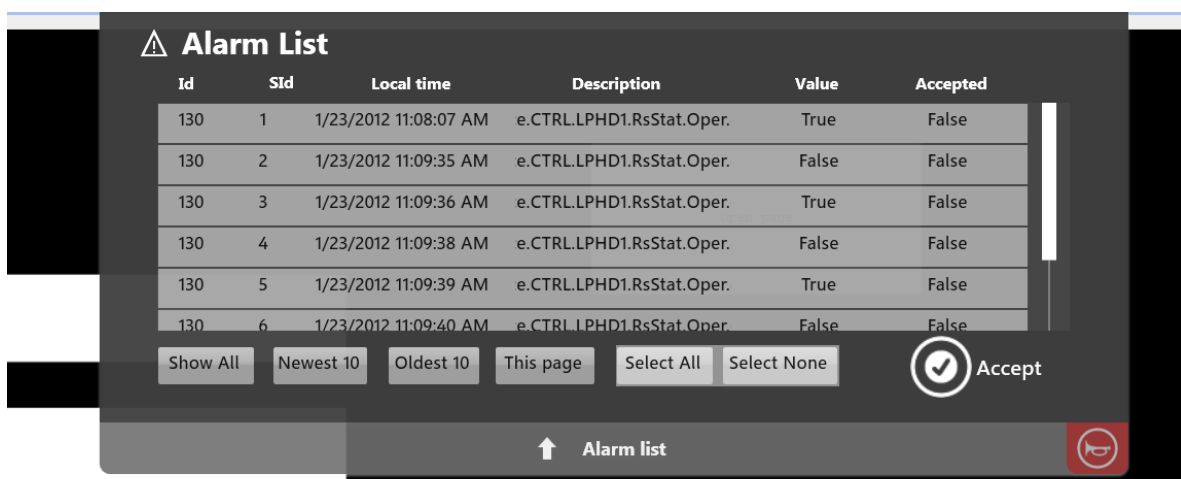 Alarm List
Id SId Local time Description Value Accepted
130 1 1/23/2012 11:08:07 AM e.CTRL.LPHD1.RsStat.Oper. True False
130 2 1/23/2012 11:09:35 AM e.CTRL.LPHD1.RsStat.Oper. False False
130 3 1/23/2012 11:09:36 AM e.CTRL.LPHD1.RsStat.Oper. True False
130 4 1/23/2012 11:09:38 AM e.CTRL.LPHD1.RsStat.Oper. False False
130 5 1/23/2012 11:09:39 AM e.CTRL.LPHD1.RsStat.Oper. True False
130 6 1/23/2012 11:09:40 AM e.CTRL.LPHD1.RsStat.Oper. False False
Show All Newest 10 Oldest 10 This page Select All Select None Accept
Alarm list